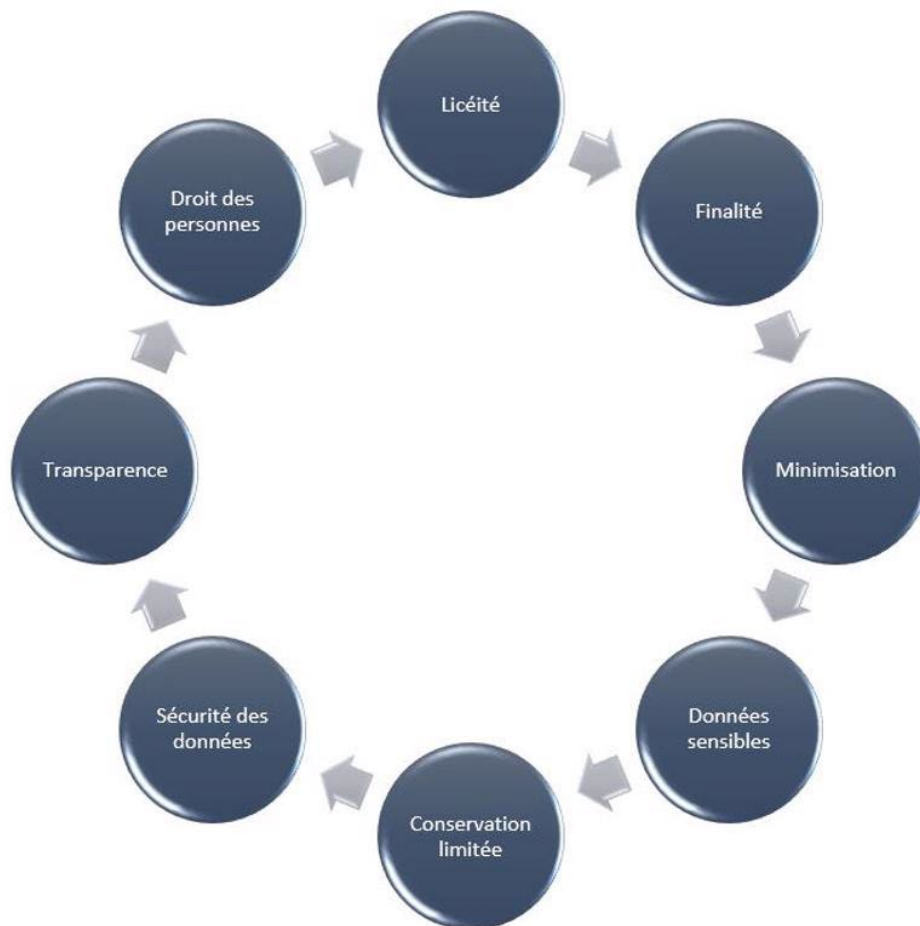 Licéité
Finalité
Minimisation
Données
sensibles
Conservation
limitée
Sécurité des
données
Transparence
Droit des
personnes